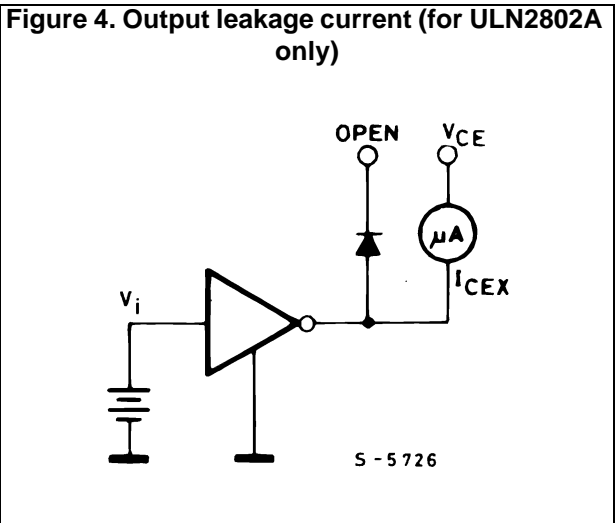 Figure 4. Output leakage current (for ULN2802A
only)
OPEN
VCE
μA
ICEX
Vi
S-5726